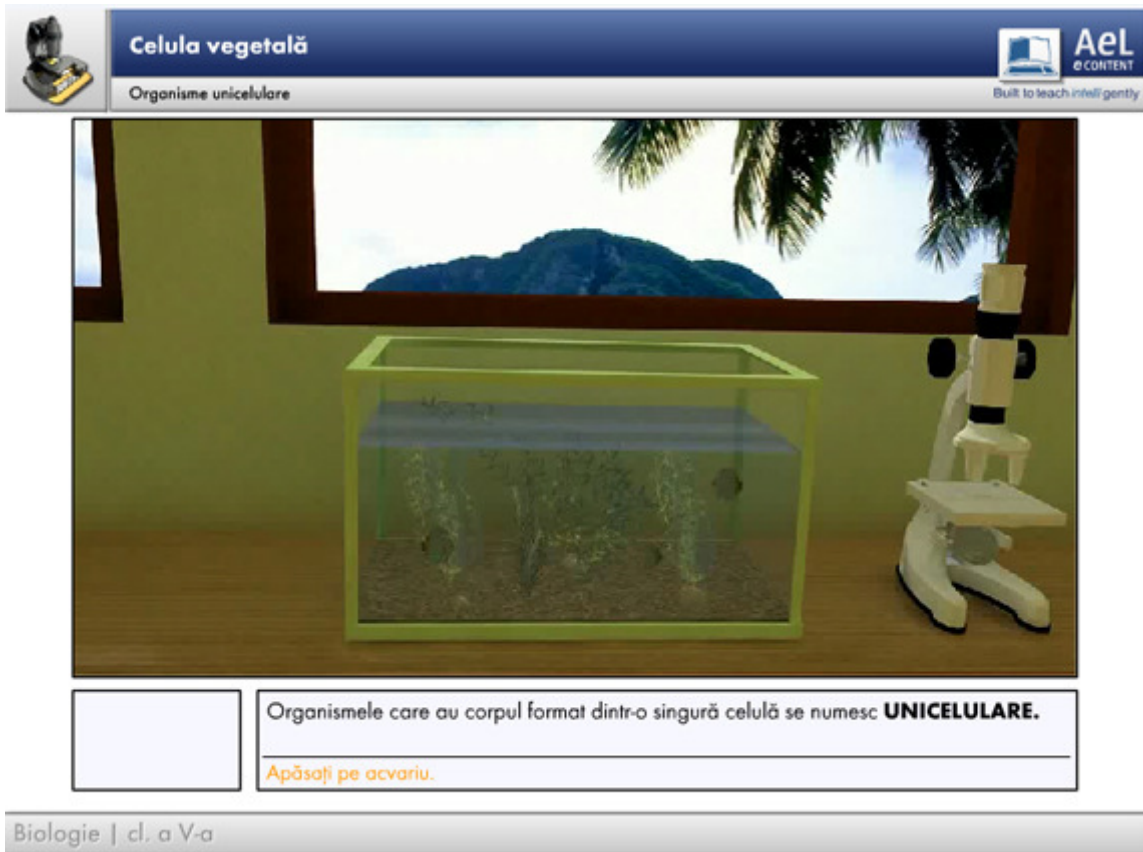 Celula vegetală
AeL
e CONTENT
Organisme unicelulare
Built to teach intelligently
Organismele care au corpul format dintr-o singură celulă se numesc UNICELULARE.
Apăsați pe acvariu.
Biologie | cl. a V-a